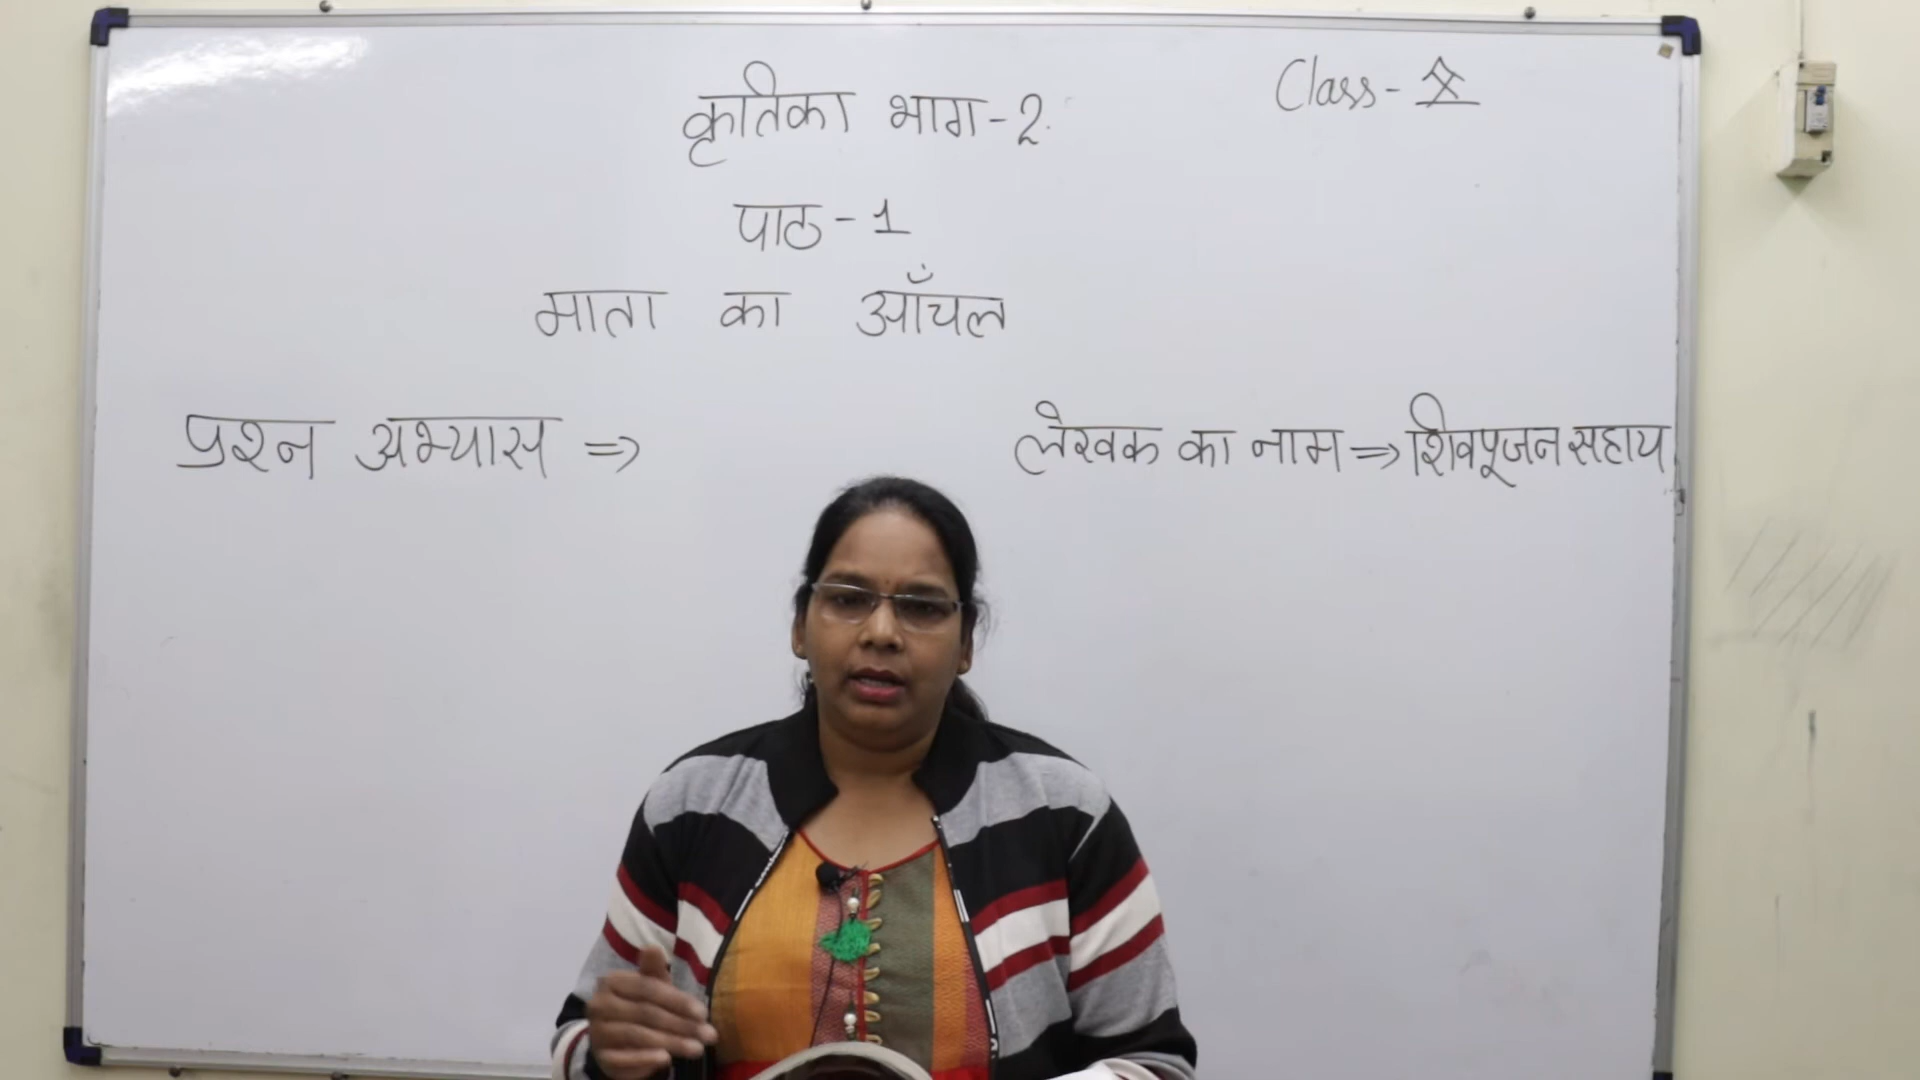 Class - X
कृतिका भाग - 2.
पाठ - 1
माता का आँचल
प्रश्न अभ्यास ⇒
लेखक का नाम ⇒ शिवपूजन सहाय